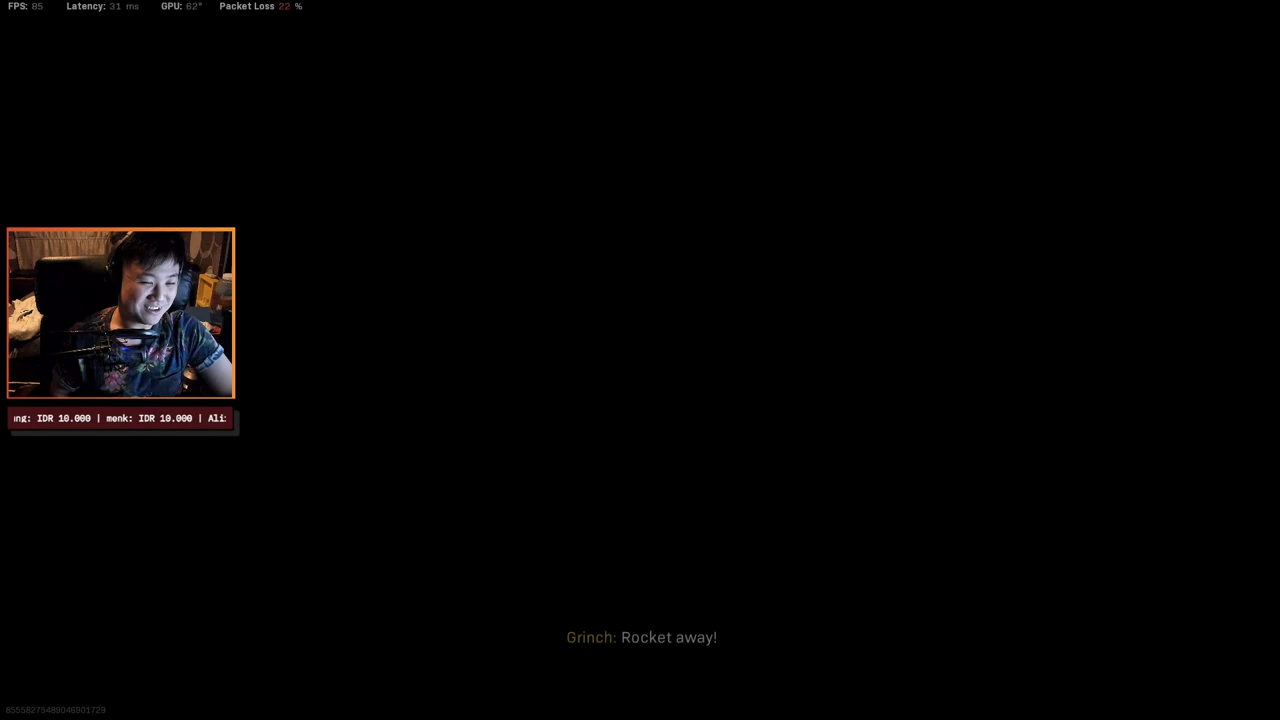 FPS: 85 Latency: 31 ms GPU: 62° Packet Loss 22 %
ng: IDR 10.000 | menk: IDR 10.000 | Ali
Grinch: Rocket away!
85558275489046901729